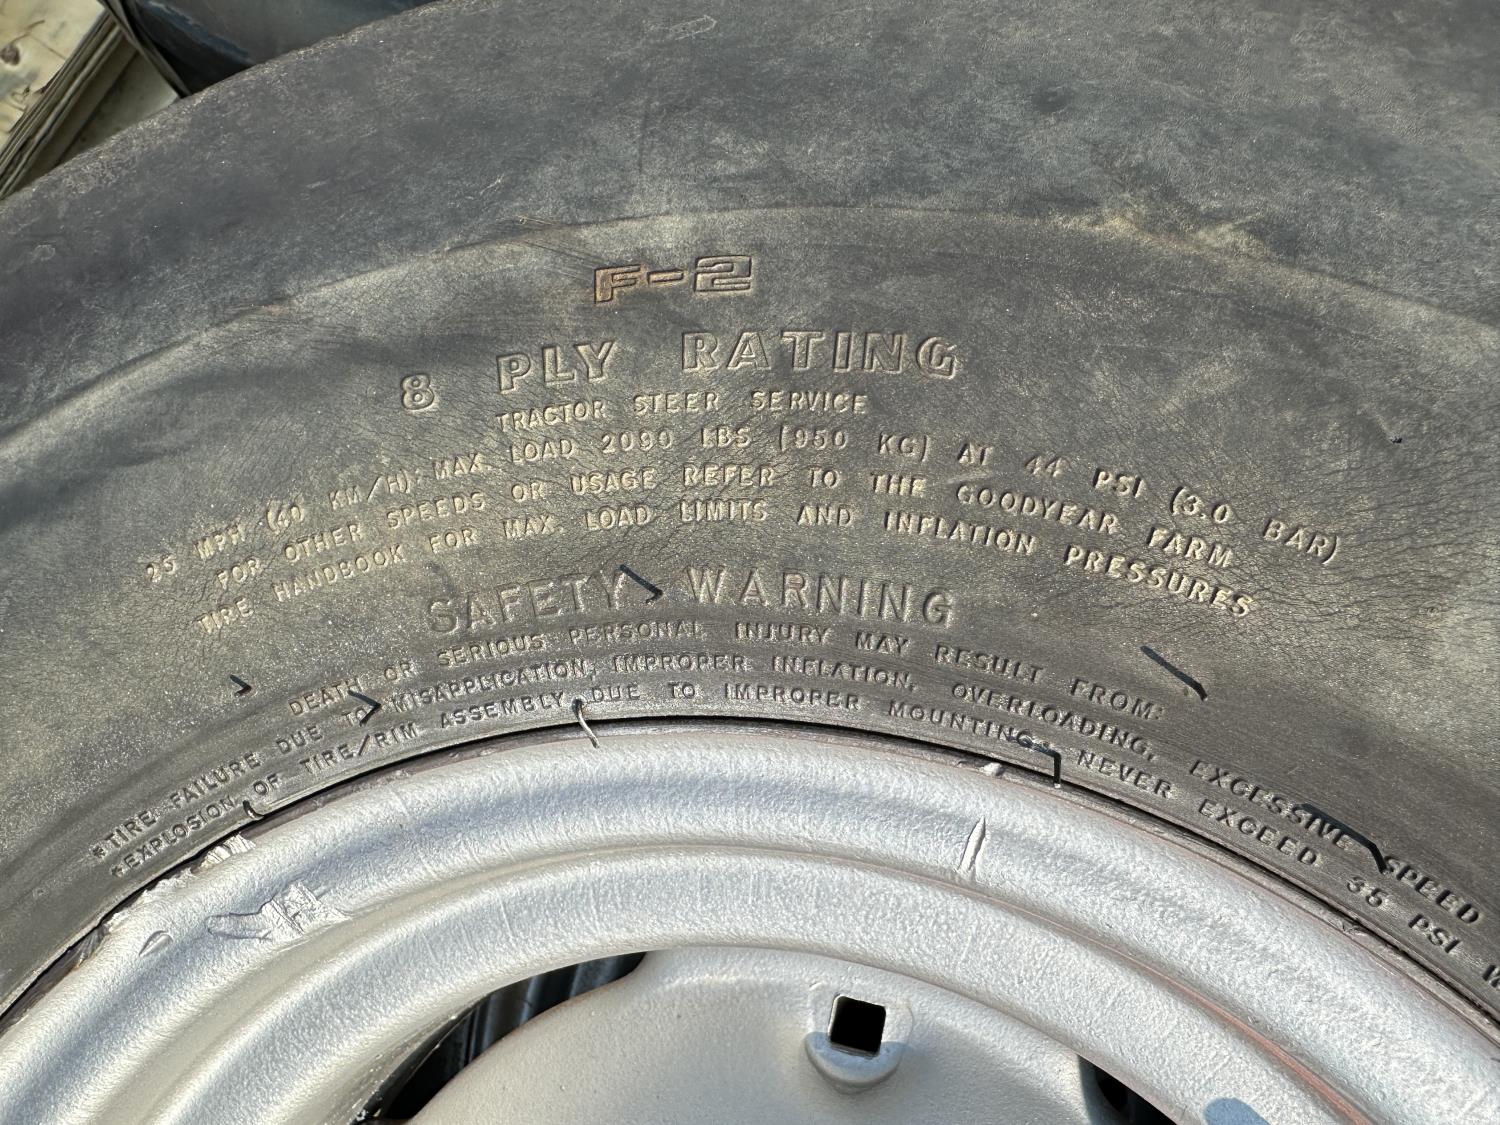 F-2
8 PLY RATING
TRACTOR STEER SERVICE
25 MPH (40 KM/H): MAX. LOAD 2090 LBS (950 KG) AT 44 PSI (3.0 BAR)
FOR OTHER SPEEDS OR USAGE REFER TO THE GOODYEAR FARM
TIRE HANDBOOK FOR MAX. LOAD LIMITS AND INFLATION PRESSURES
SAFETY WARNING
DEATH OR SERIOUS PERSONAL INJURY MAY RESULT FROM:
*TIRE FAILURE DUE TO MISAPPLICATION, IMPROPER INFLATION, OVERLOADING, EXCESSIVE SPEED
*EXPLOSION OF TIRE/RIM ASSEMBLY DUE TO IMPROPER MOUNTING. NEVER EXCEED 35 PSI